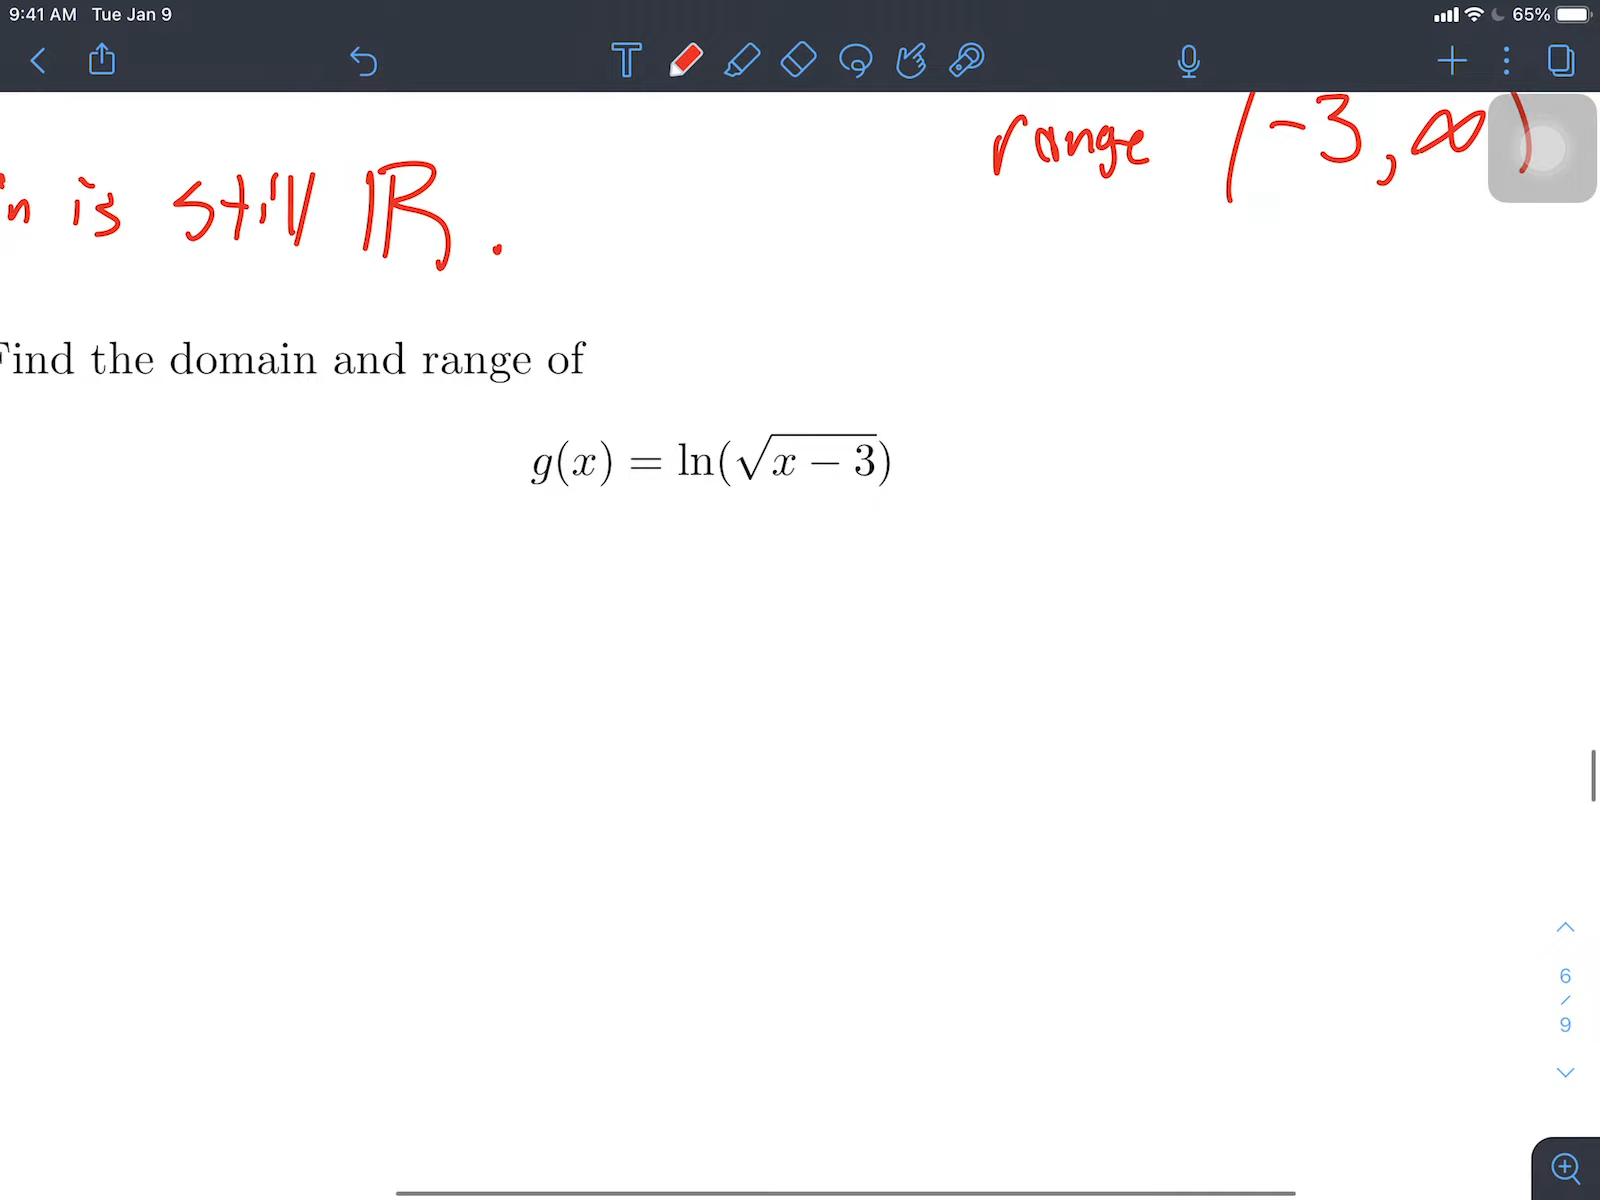 9:41 AM Tue Jan 9 65%
range (-3, ∞)
in is still ℝ.
Find the domain and range of
g(x) = ln(√x − 3)
6
/
9